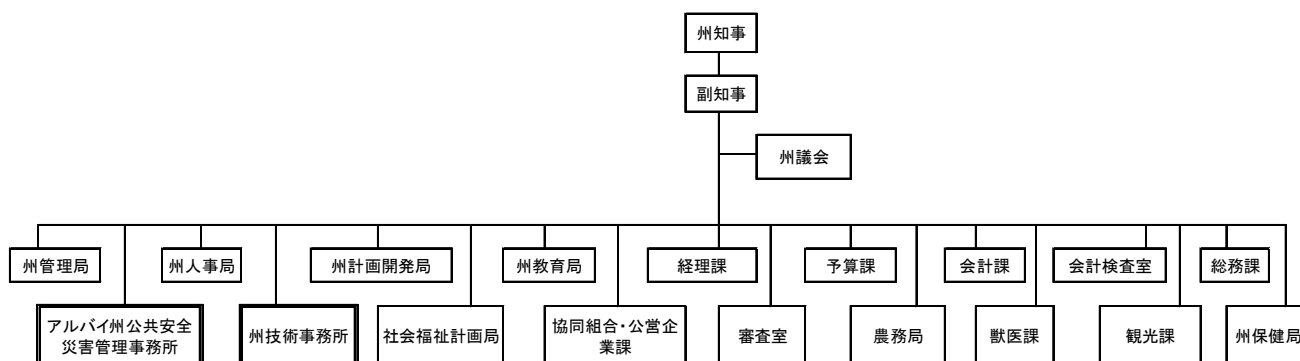 州知事
副知事
州議会
州管理局
州人事局
州計画開発局
州教育局
経理課
予算課
会計課
会計検査室
総務課
アルバイ州公共安全
災害管理事務所
州技術事務所
社会福祉計画局
協同組合・公営企
業課
審査室
農務局
獣医課
観光課
州保健局